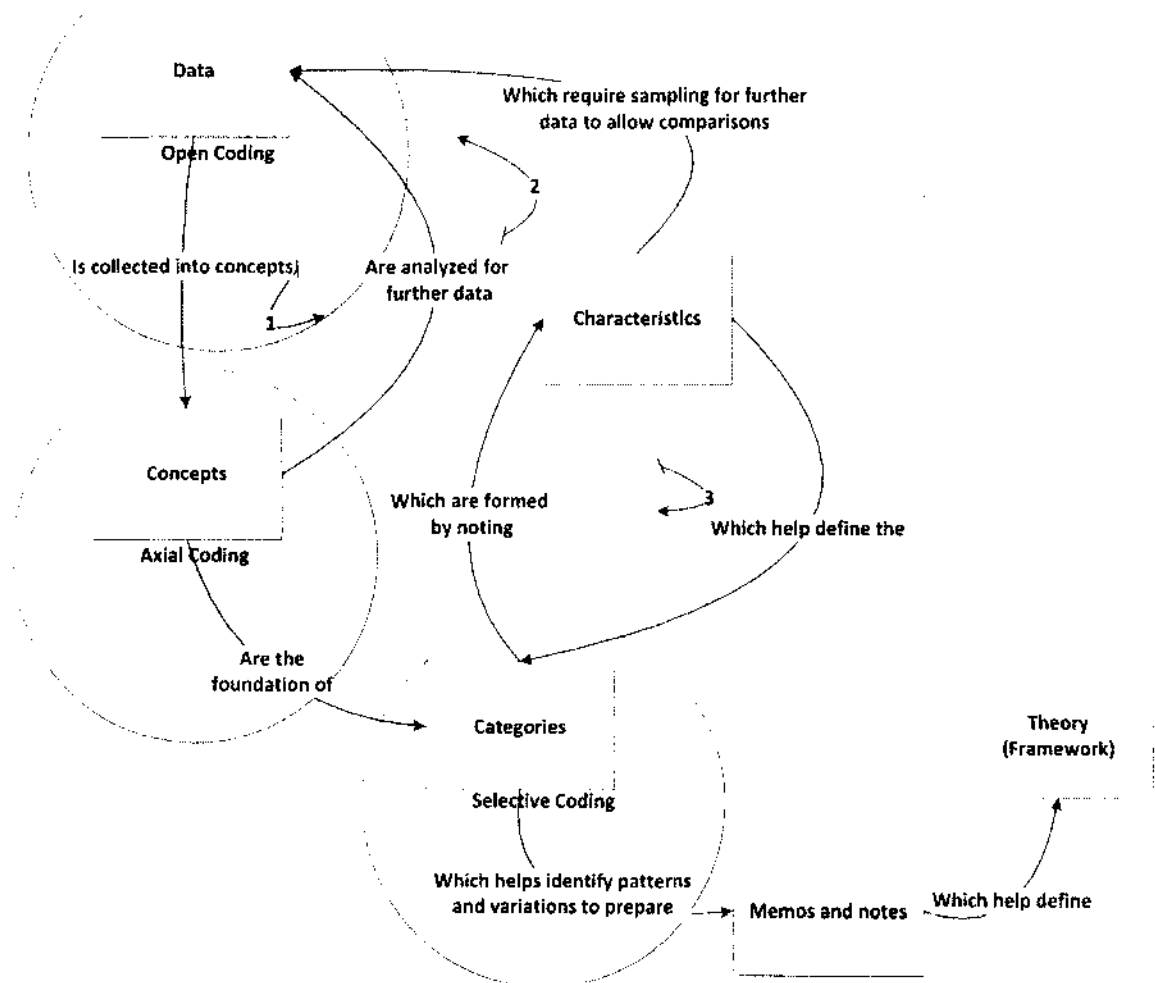 Data
Which require sampling for further
data to allow comparisons
Open Coding
2
Is collected into concepts
Are analyzed for
further data
1
Characteristics
Concepts
Which are formed
by noting
3
Which help define the
Axial Coding
Are the
foundation of
Categories
Theory
(Framework)
Selective Coding
Which helps identify patterns
and variations to prepare
Memos and notes
Which help define